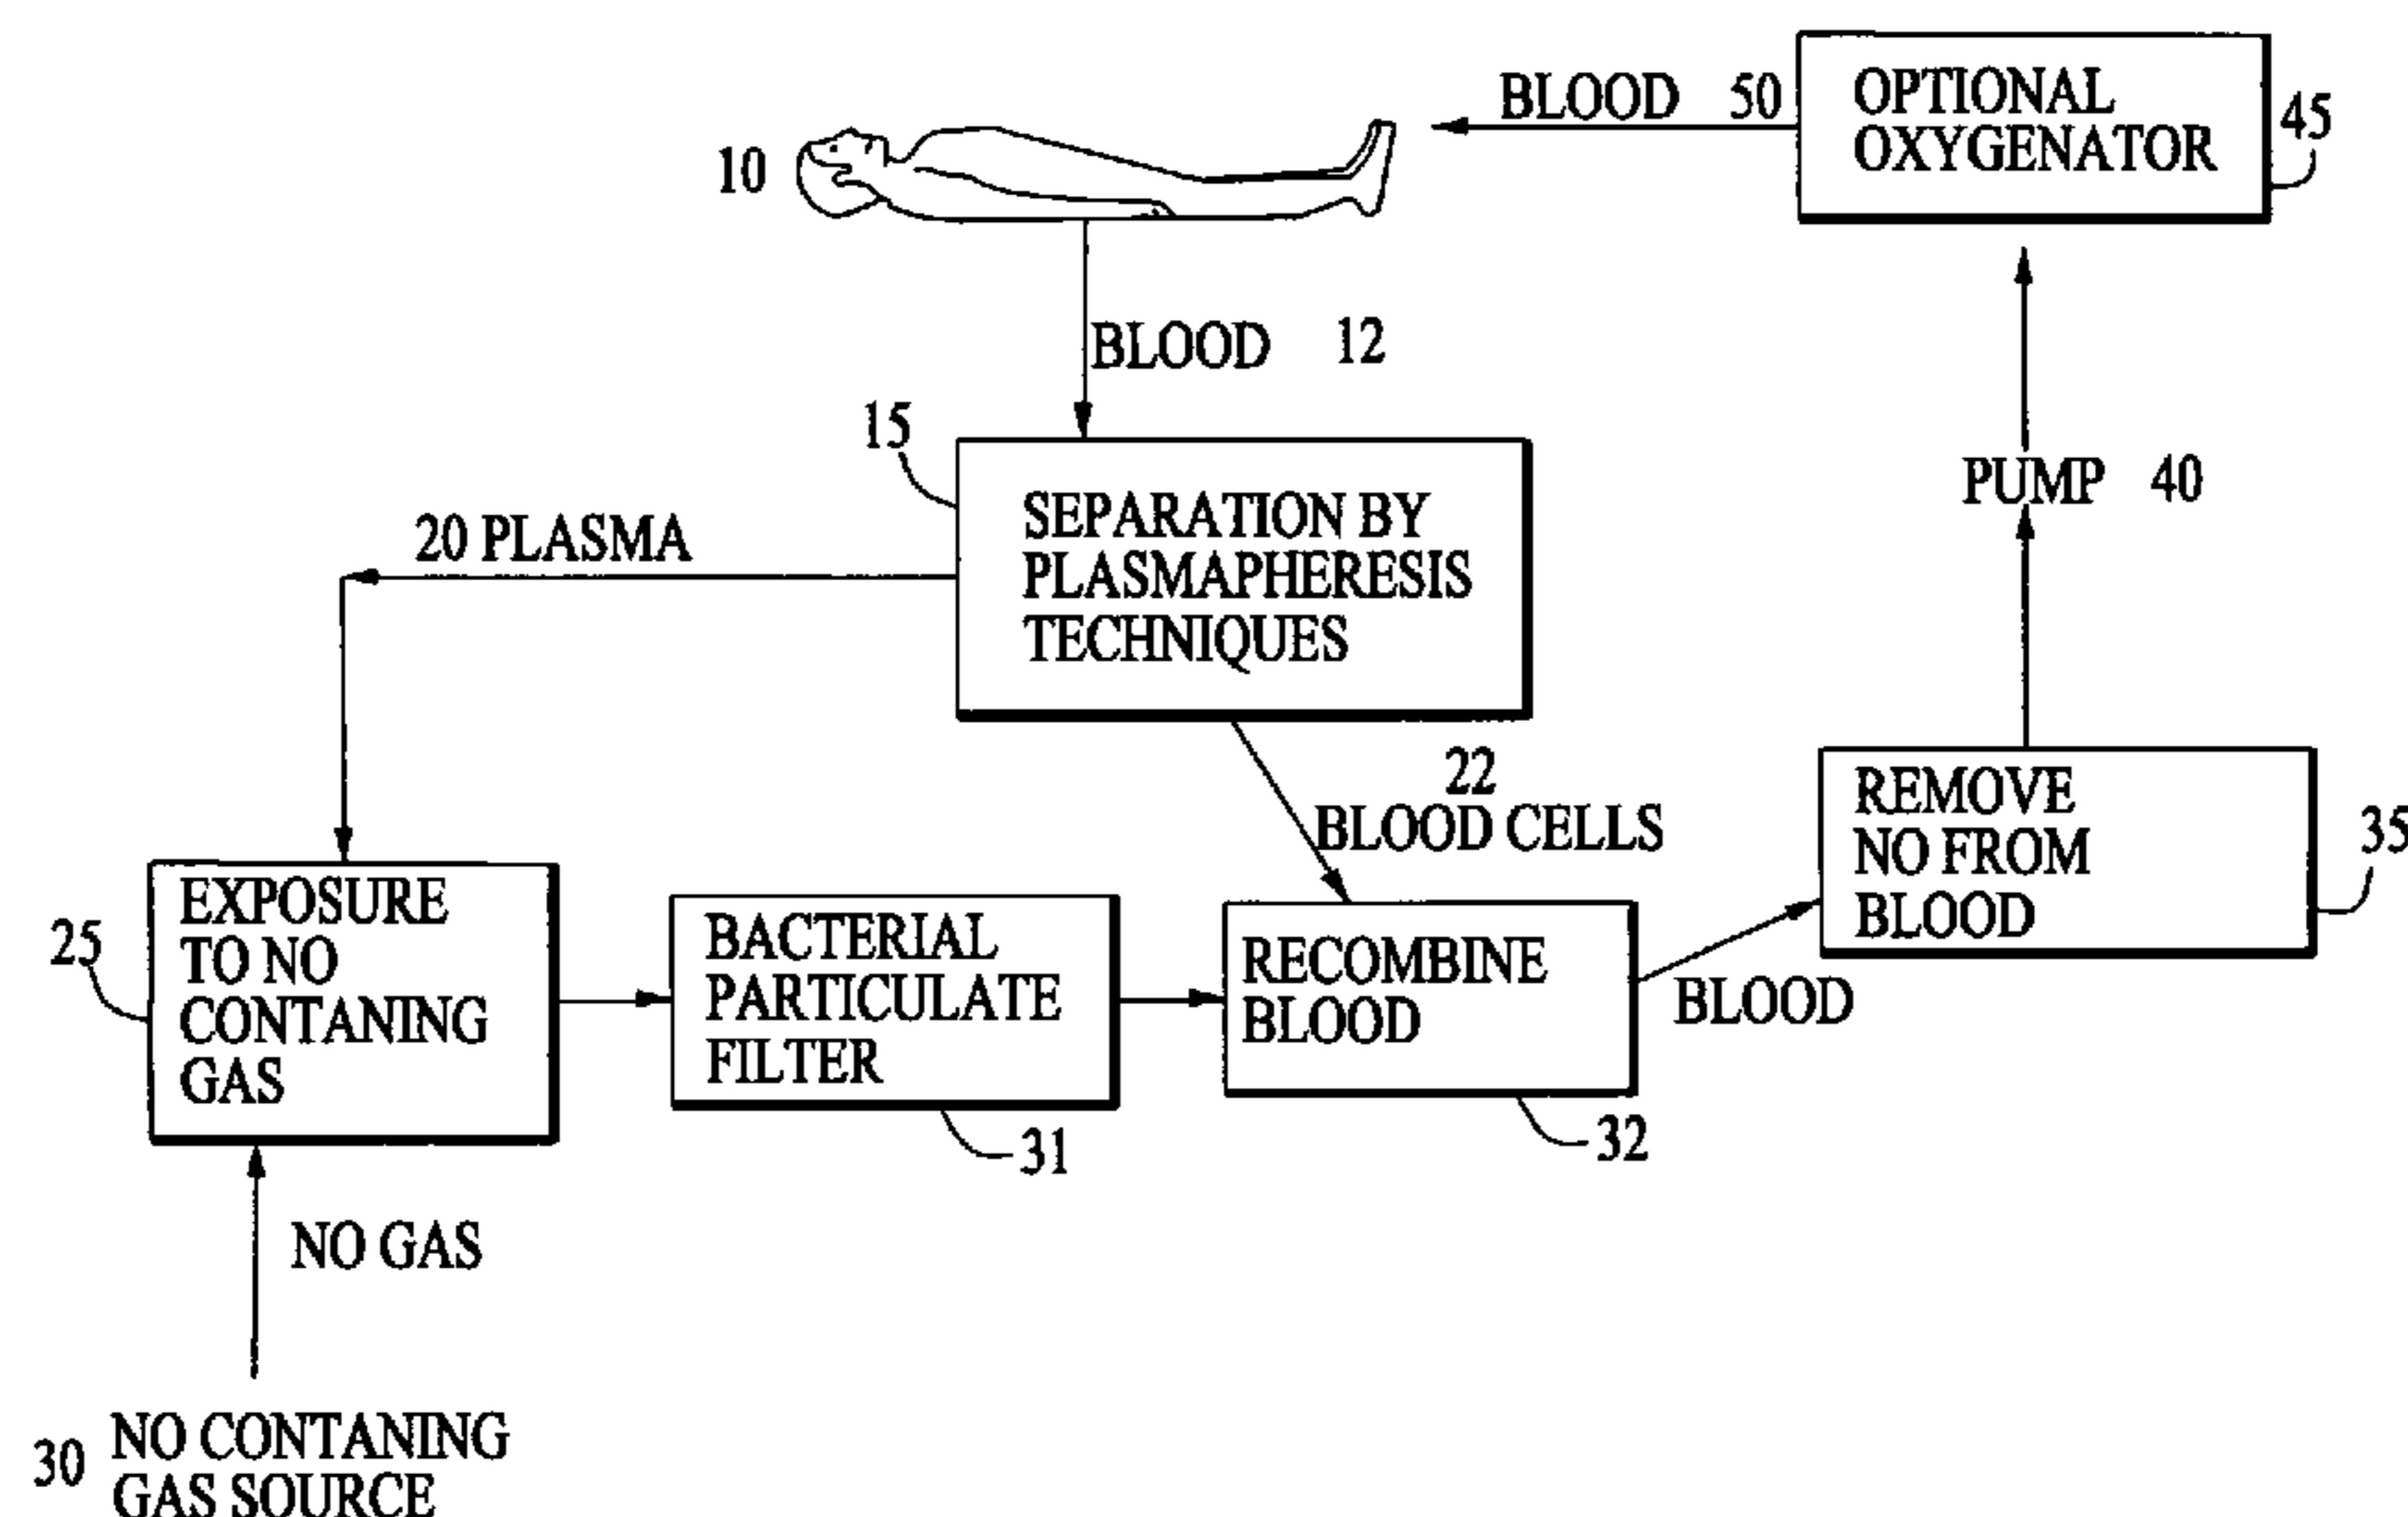 BLOOD 50
OPTIONAL
OXYGENATOR
45
10
BLOOD 12
15
SEPARATION BY
PLASMAPHERESIS
TECHNIQUES
20 PLASMA
PUMP 40
22
BLOOD CELLS
REMOVE
NO FROM
BLOOD
35
25
EXPOSURE
TO NO
CONTANING
GAS
BACTERIAL
PARTICULATE
FILTER
31
RECOMBINE
BLOOD
32
BLOOD
NO GAS
30 NO CONTANING
GAS SOURCE